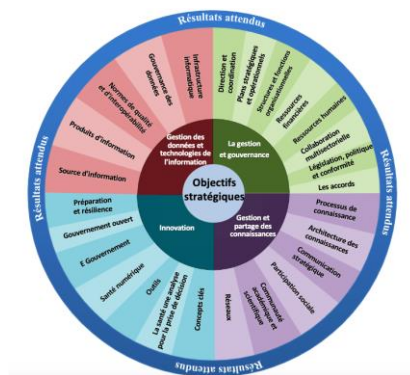 Résultats attendus
Résultats attendus
Résultats attendus
Résultats attendus
Objectifs
stratégiques
Gestion des
données et
technologies de
l'information
Source d'information
Produits d'information
Normes de qualité
et d'interopérabilité
Gouvernance des
données
Infrastructure
informatique
La gestion
et gouvernance
Direction et
coordination
Plans stratégiques
et opérationnels
Structures et fonctions
organisationnelles
Ressources
financières
Ressources humaines
Collaboration
multisectorielle
Législation, politique
et conformité
Les accords
Gestion et
partage des
connaissances
Processus de
connaissance
Architecture des
connaissances
Communication
stratégique
Participation sociale
Communauté
académique et
scientifique
Réseaux
Innovation
Concepts clés
La santé une analyse
pour la prise de décision
Outils
Santé numérique
E Gouvernement
Gouvernement ouvert
Préparation
et résilience